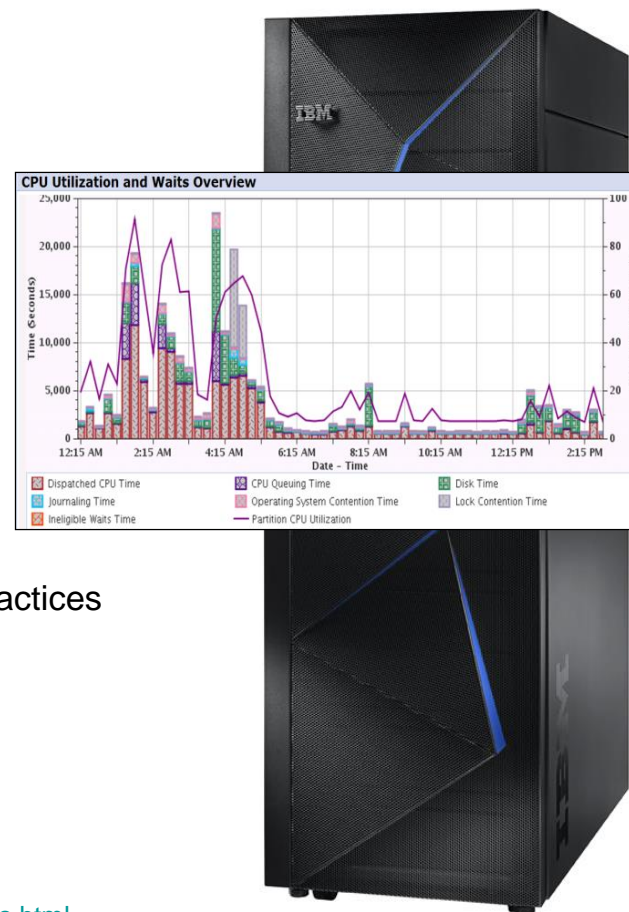 IBM
CPU Utilization and Waits Overview
25,000
20,000
15,000
10,000
5,000
0
Time (Seconds)
100
80
60
40
20
0
12:15 AM 2:15 AM 4:15 AM 6:15 AM 8:15 AM 10:15 AM 12:15 PM 2:15 PM
Date - Time
Dispatched CPU Time CPU Queuing Time Disk Time
Journaling Time Operating System Contention Time Lock Contention Time
Ineligible Waits Time Partition CPU Utilization
actices
IBM